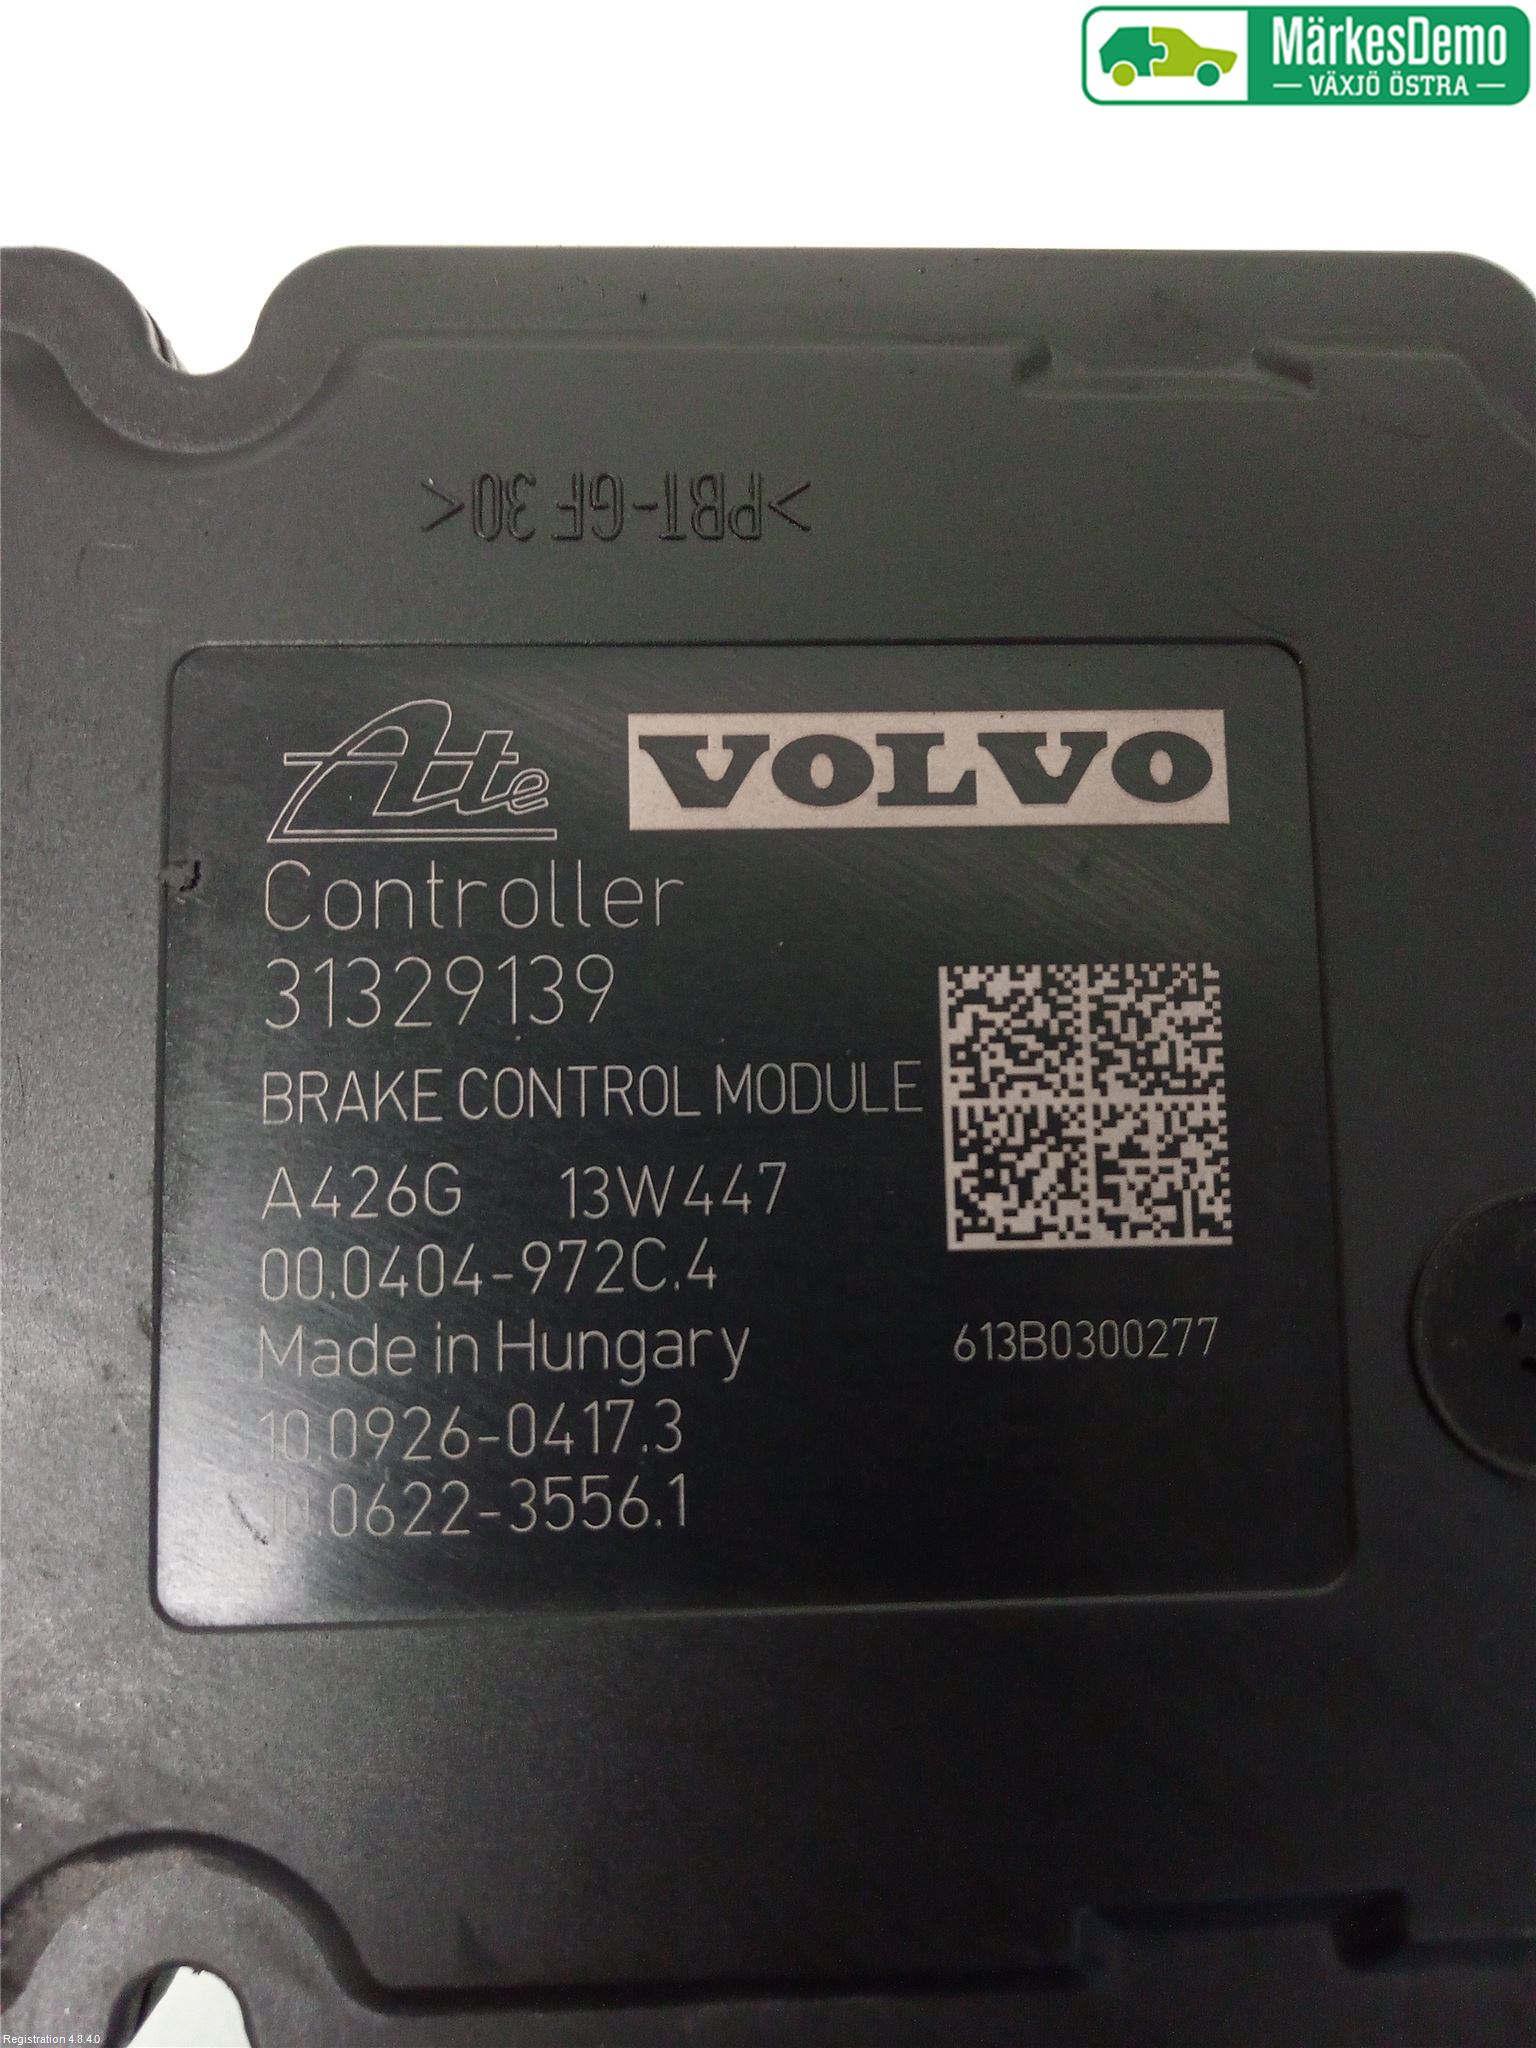 MärkesDemo
VÄXJÖ ÖSTRA
>PBT-GF 30<
Ate VOLVO
Controller
31329139
BRAKE CONTROL MODULE
A426G 13W447
00.0404-972C.4
Made in Hungary 613B0300277
10.0926-0417.3
10.0622-3556.1
Registration 4.8.4.0